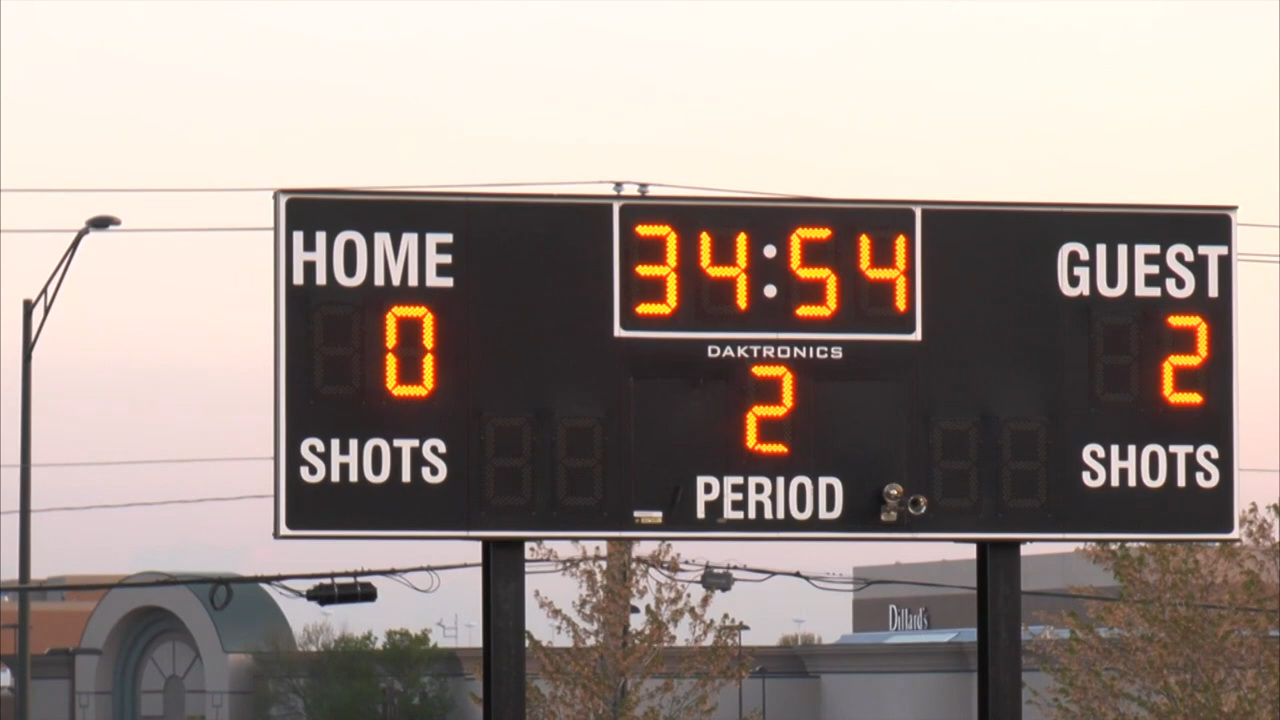 HOME
34:54
GUEST
0
DAKTRONICS
2
2
SHOTS
PERIOD
SHOTS
Dillard's